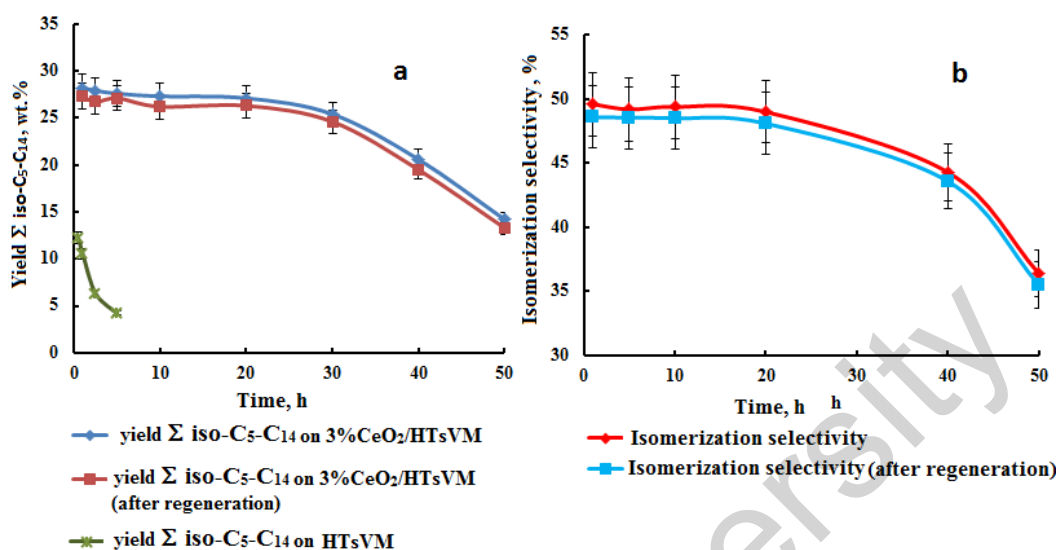 35
30
25
20
15
10
5
0
Yield Σ iso-C5-C14, wt.%
a
0 10 20 30 40 50
Time, h
yield Σ iso-C5-C14 on 3%CeO2/HTsVM
yield Σ iso-C5-C14 on 3%CeO2/HTsVM
(after regeneration)
yield Σ iso-C5-C14 on HTsVM
55
50
45
40
35
30
Isomerization selectivity , %
b
0 10 20 30 40 50
Time, h h
Isomerization selectivity
Isomerization selectivity (after regeneration)
ersity